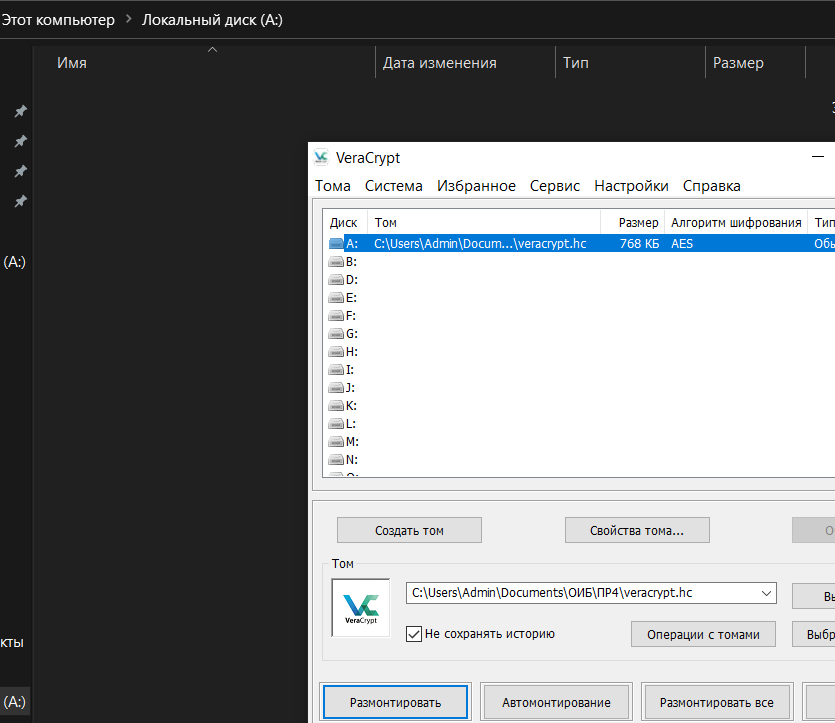 Этот компьютер > Локальный диск (A:)
Имя Дата изменения Тип Размер
(A:)
VeraCrypt
Тома Система Избранное Сервис Настройки Справка
Диск Том Размер Алгоритм шифрования Тип
A: C:\Users\Admin\Docum...\veracrypt.hc 768 КБ AES Обы
B:
D:
E:
F:
G:
H:
I:
J:
K:
L:
M:
N:
Создать том Свойства тома...
Том
VeraCrypt
C:\Users\Admin\Documents\ОИБ\ПР4\veracrypt.hc Вы
Не сохранять историю Операции с томами Выбр
кты
(A:)
Размонтировать Автомонтирование Размонтировать все